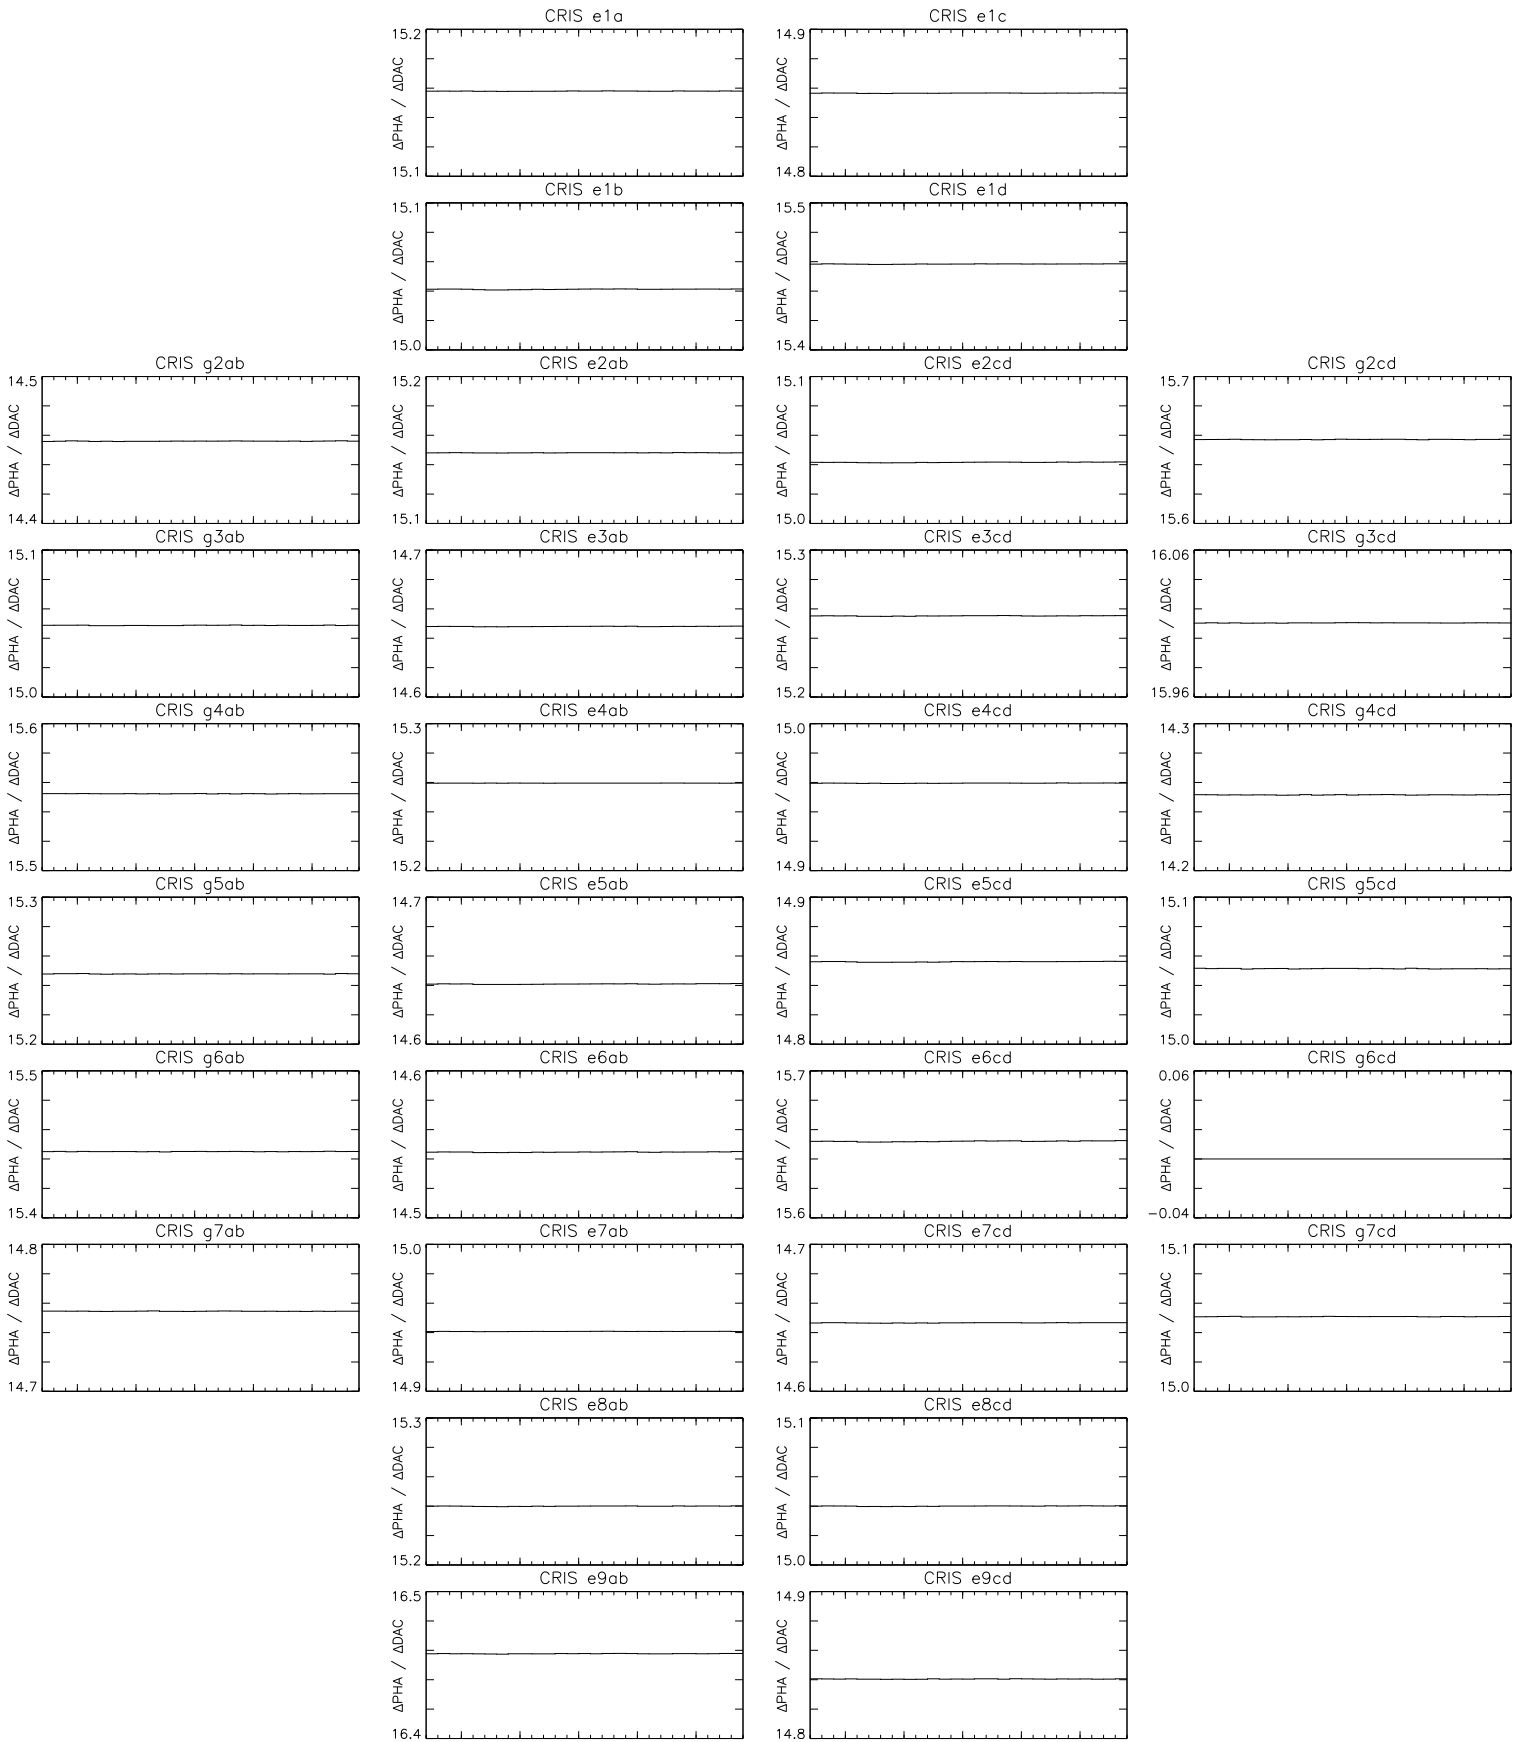 CRIS e1a
15.2
ΔPHA / ΔDAC
15.1
CRIS e1c
14.9
ΔPHA / ΔDAC
14.8
CRIS e1b
15.1
ΔPHA / ΔDAC
15.0
CRIS e1d
15.5
ΔPHA / ΔDAC
15.4
CRIS g2ab
14.5
ΔPHA / ΔDAC
14.4
CRIS e2ab
15.2
ΔPHA / ΔDAC
15.1
CRIS e2cd
15.1
ΔPHA / ΔDAC
15.0
CRIS g2cd
15.7
ΔPHA / ΔDAC
15.6
CRIS g3ab
15.1
ΔPHA / ΔDAC
15.0
CRIS e3ab
14.7
ΔPHA / ΔDAC
14.6
CRIS e3cd
15.3
ΔPHA / ΔDAC
15.2
CRIS g3cd
16.06
ΔPHA / ΔDAC
15.96
CRIS g4ab
15.6
ΔPHA / ΔDAC
15.5
CRIS e4ab
15.3
ΔPHA / ΔDAC
15.2
CRIS e4cd
15.0
ΔPHA / ΔDAC
14.9
CRIS g4cd
14.3
ΔPHA / ΔDAC
14.2
CRIS g5ab
15.3
ΔPHA / ΔDAC
15.2
CRIS e5ab
14.7
ΔPHA / ΔDAC
14.6
CRIS e5cd
14.9
ΔPHA / ΔDAC
14.8
CRIS g5cd
15.1
ΔPHA / ΔDAC
15.0
CRIS g6ab
15.5
ΔPHA / ΔDAC
15.4
CRIS e6ab
14.6
ΔPHA / ΔDAC
14.5
CRIS e6cd
15.7
ΔPHA / ΔDAC
15.6
CRIS g6cd
0.06
ΔPHA / ΔDAC
−0.04
CRIS g7ab
14.8
ΔPHA / ΔDAC
14.7
CRIS e7ab
15.0
ΔPHA / ΔDAC
14.9
CRIS e7cd
14.7
ΔPHA / ΔDAC
14.6
CRIS g7cd
15.1
ΔPHA / ΔDAC
15.0
CRIS e8ab
15.3
ΔPHA / ΔDAC
15.2
CRIS e8cd
15.1
ΔPHA / ΔDAC
15.0
CRIS e9ab
16.5
ΔPHA / ΔDAC
16.4
CRIS e9cd
14.9
ΔPHA / ΔDAC
14.8